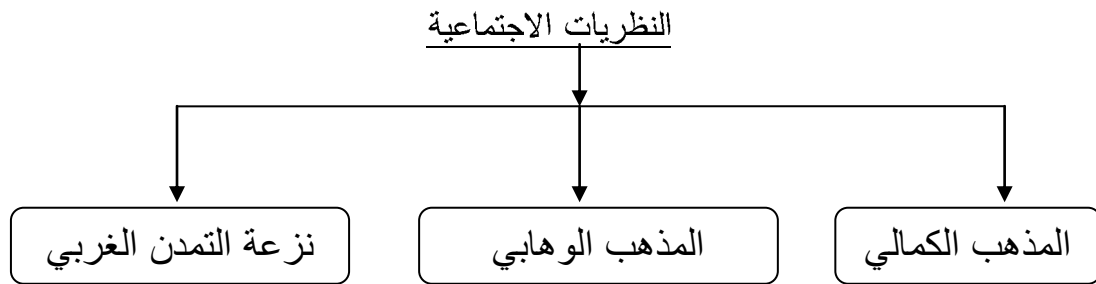 النظريات الاجتماعية
المذهب الكمالي
المذهب الوهابي
نزعة التمدن الغربي